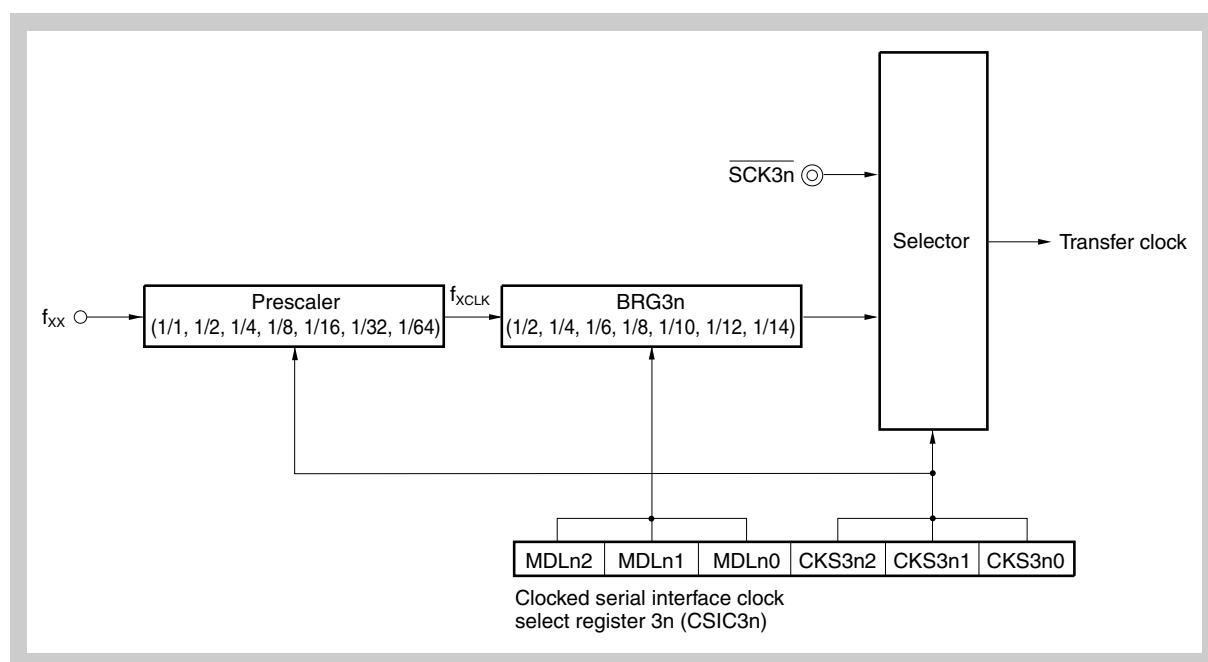 SCK3n
Selector
Transfer clock
fXX
Prescaler
(1/1, 1/2, 1/4, 1/8, 1/16, 1/32, 1/64)
fXCLK
BRG3n
(1/2, 1/4, 1/6, 1/8, 1/10, 1/12, 1/14)
MDLn2 MDLn1 MDLn0 CKS3n2 CKS3n1 CKS3n0
Clocked serial interface clock
select register 3n (CSIC3n)